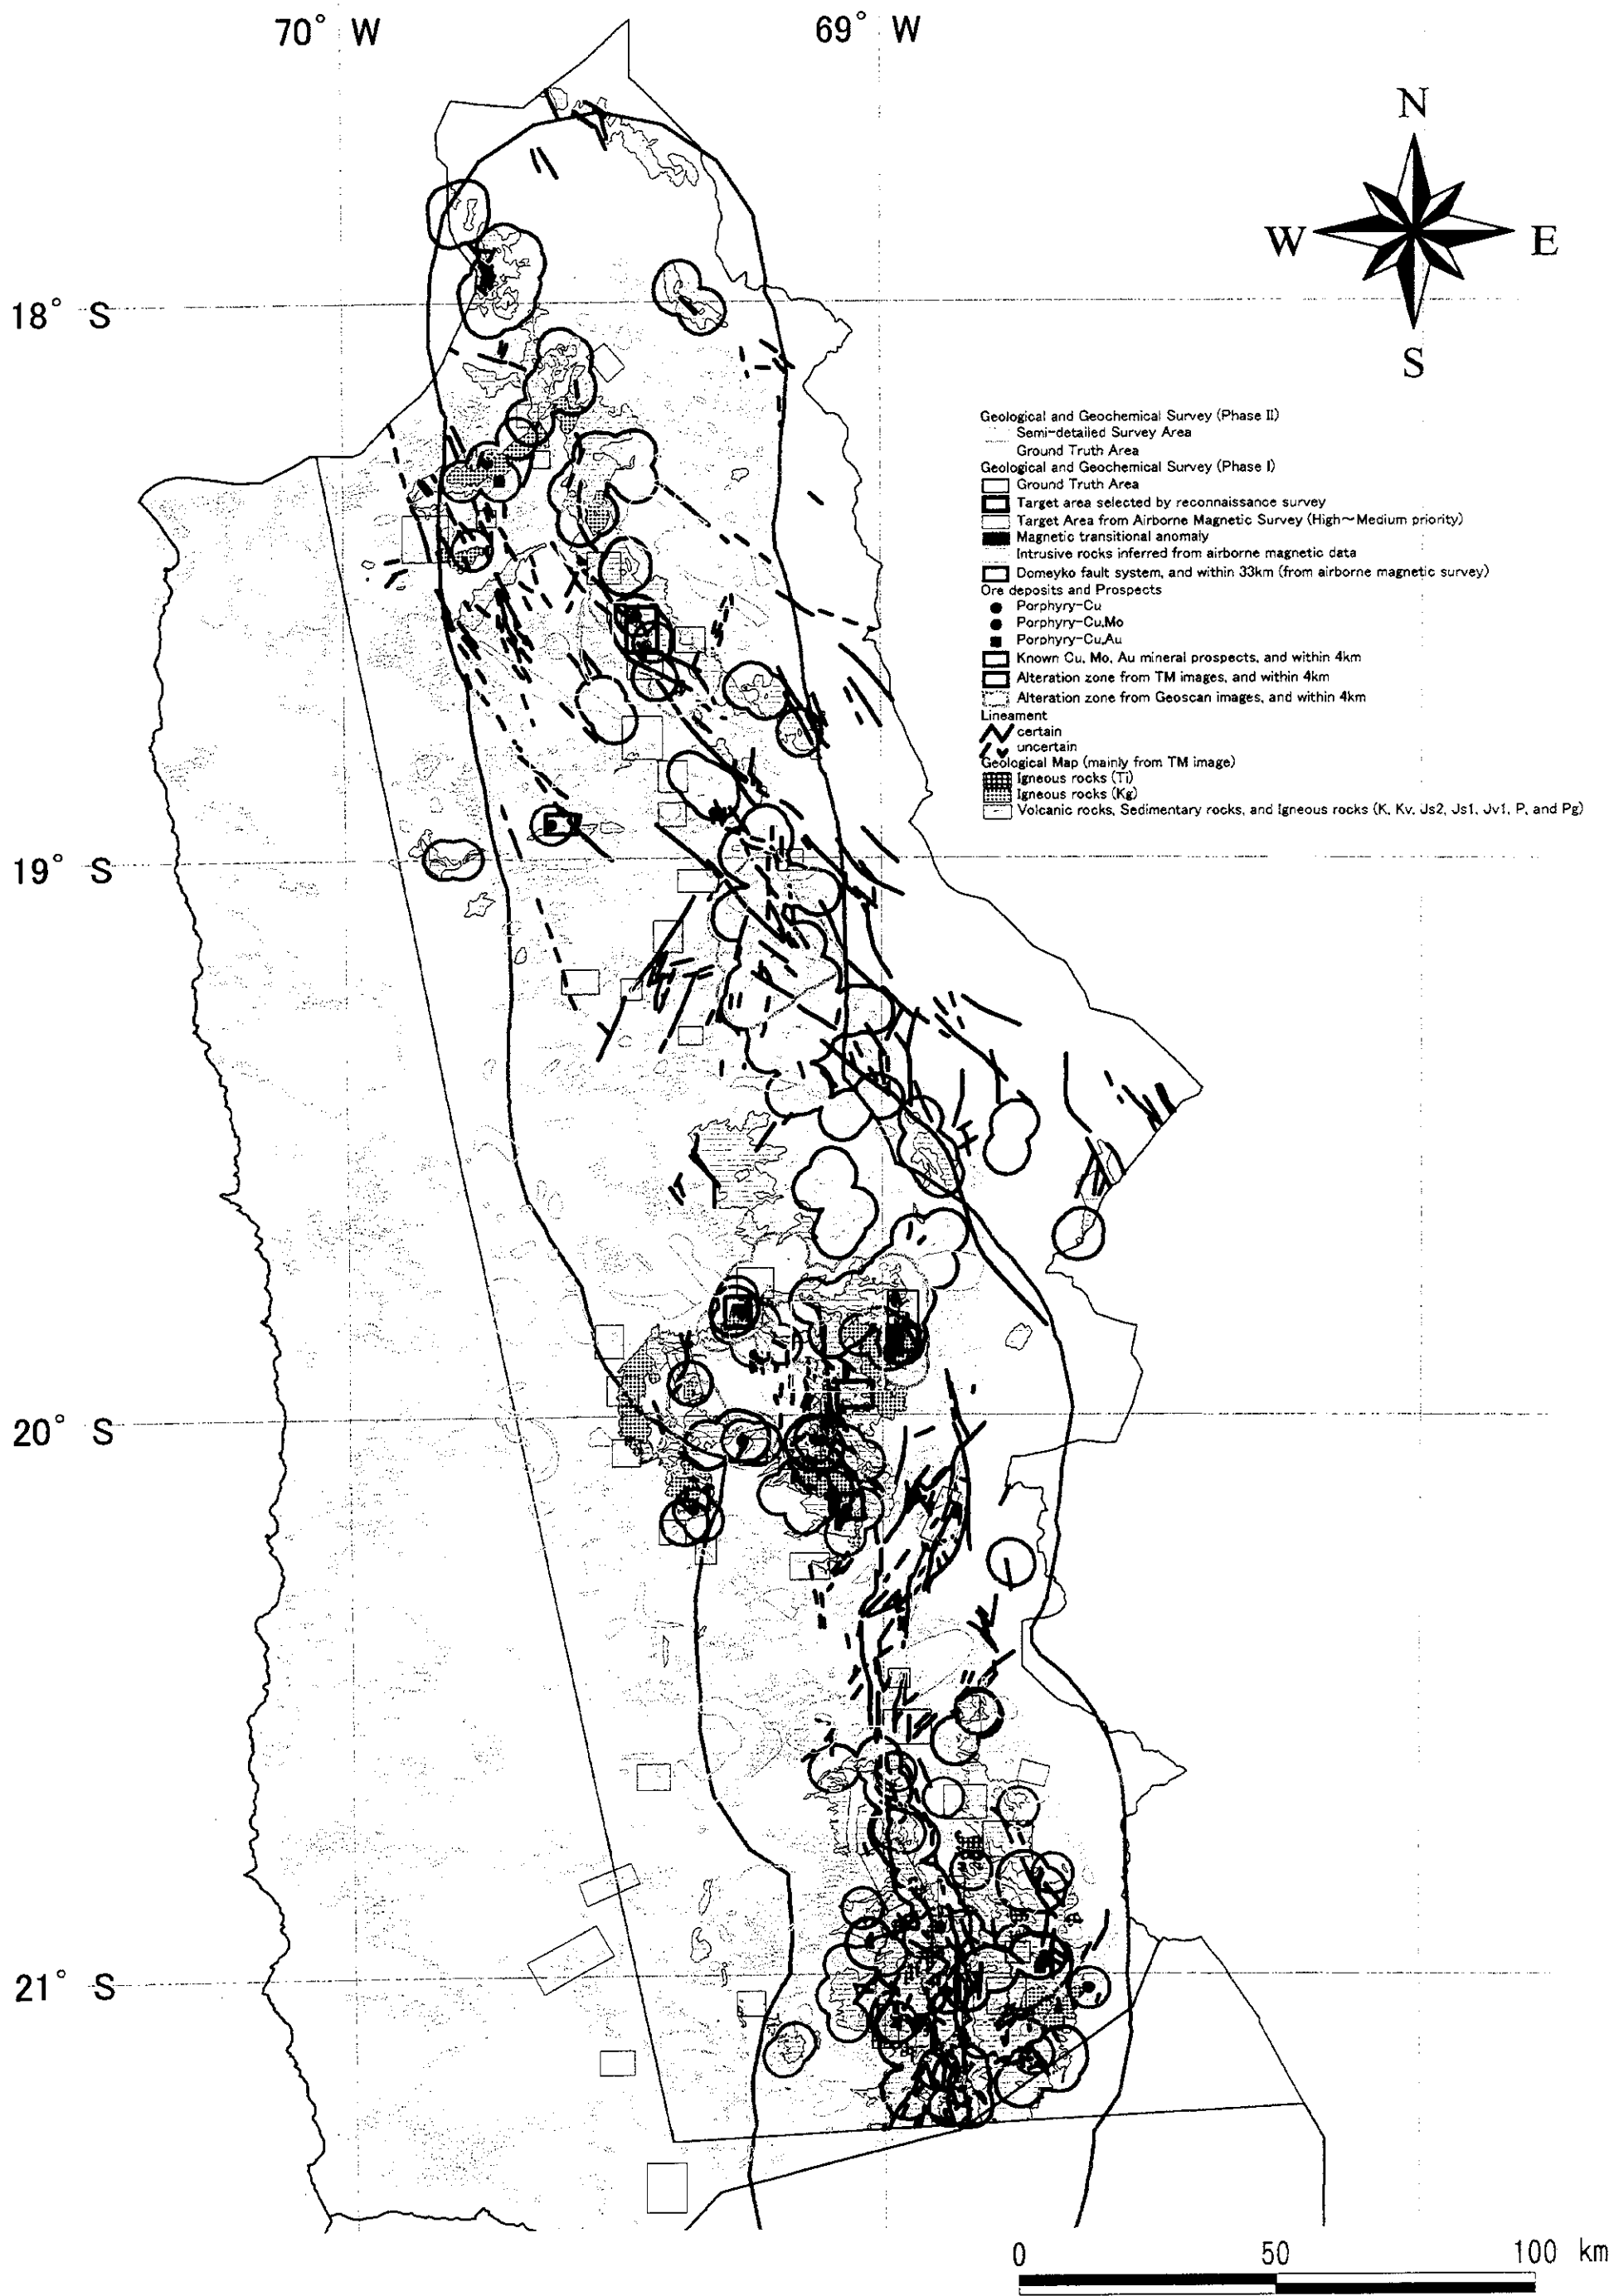 70° W
69° W
N
W
E
S
18° S
Geological and Geochemical Survey (Phase II)
Semi-detailed Survey Area
Ground Truth Area
Geological and Geochemical Survey (Phase I)
Ground Truth Area
Target area selected by reconnaissance survey
Target Area from Airborne Magnetic Survey (High~Medium priority)
Magnetic transitional anomaly
Intrusive rocks inferred from airborne magnetic data
Domeyko fault system, and within 33km (from airborne magnetic survey)
Ore deposits and Prospects
Porphyry-Cu
Porphyry-Cu,Mo
Porphyry-Cu,Au
Known Cu, Mo, Au mineral prospects, and within 4km
Alteration zone from TM images, and within 4km
Alteration zone from Geoscan images, and within 4km
Lineament
certain
uncertain
Geological Map (mainly from TM image)
Igneous rocks (Ti)
Igneous rocks (Kg)
Volcanic rocks, Sedimentary rocks, and Igneous rocks (K, Kv, Js2, Js1, Jv1, P, and Pg)
19° S
20° S
21° S
0 50 100 km